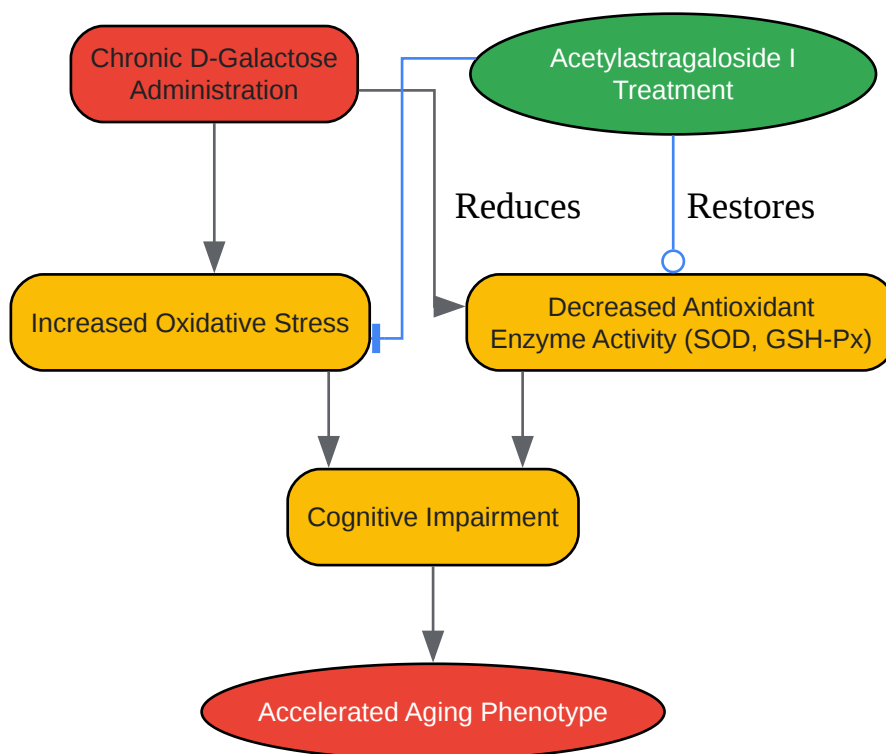 Chronic D-Galactose
Administration
Acetylastragaloside I
Treatment
Reduces
Restores
Increased Oxidative Stress
Decreased Antioxidant
Enzyme Activity (SOD, GSH-Px)
Cognitive Impairment
Accelerated Aging Phenotype